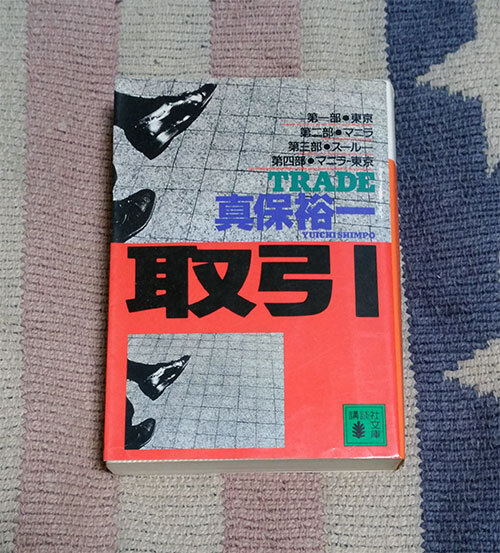 第一部●東京
第二部●マニラ
第三部●スールー
第四部●マニラ-東京
TRADE
真保裕一
YUICHI SHIMPO
取引
講談社
文庫